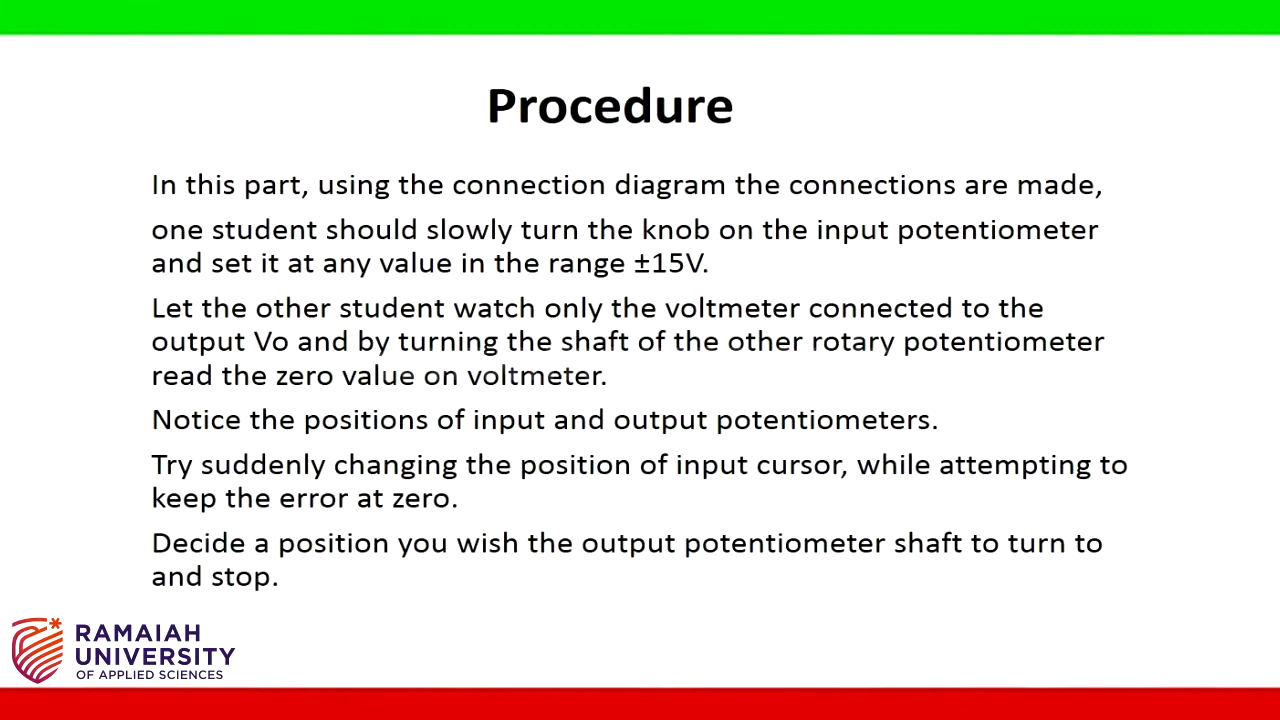 Procedure
In this part, using the connection diagram the connections are made,
one student should slowly turn the knob on the input potentiometer
and set it at any value in the range ±15V.
Let the other student watch only the voltmeter connected to the
output Vo and by turning the shaft of the other rotary potentiometer
read the zero value on voltmeter.
Notice the positions of input and output potentiometers.
Try suddenly changing the position of input cursor, while attempting to
keep the error at zero.
Decide a position you wish the output potentiometer shaft to turn to
and stop.
RAMAIAH
UNIVERSITY
OF APPLIED SCIENCES